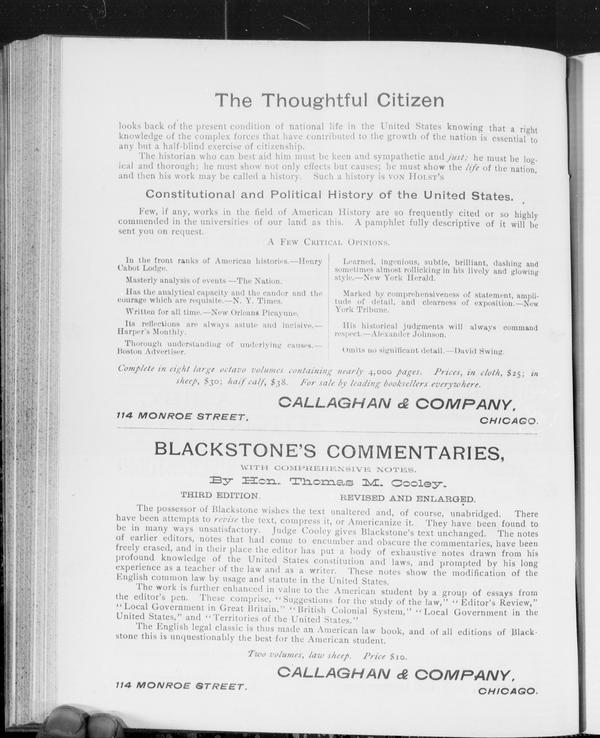 The Thoughtful Citizen
looks back of the present condition of national life in the United States knowing that a right
knowledge of the complex forces that have contributed to the growth of the nation is essential to
any but a half-blind exercise of citizenship.
The historian who can best aid him must be keen and sympathetic and just; he must be log-
ical and thorough; he must show not only effects but causes; he must show the life of the nation,
and then his work may be called a history. Such a history is VON HOLST'S
Constitutional and Political History of the United States.
Few, if any, works in the field of American History are so frequently cited or so highly
commended in the universities of our land as this. A pamphlet fully descriptive of it will be
sent you on request.
A FEW CRITICAL OPINIONS.
In the front ranks of American histories.—Henry
Cabot Lodge.
Masterly analysis of events —The Nation.
Has the analytical capacity and the candor and the
courage which are requisite.—N. Y. Times.
Written for all time.—New Orleans Picayune.
Its reflections are always astute and incisive.—
Harper's Monthly.
Thorough understanding of underlying causes.—
Boston Advertiser.
Learned, ingenious, subtle, brilliant, dashing and
sometimes almost rollicking in his lively and glowing
style.—New York Herald.
Marked by comprehensiveness of statement, ampli-
tude of detail, and clearness of exposition.—New
York Tribune.
His historical judgments will always command
respect.—Alexander Johnson.
Omits no significant detail.—David Swing.
Complete in eight large octavo volumes containing nearly 4,000 pages. Prices, in cloth, $25; in
sheep, $30; half calf, $38. For sale by leading booksellers everywhere.
CALLAGHAN & COMPANY,
114 MONROE STREET. CHICAGO.
BLACKSTONE'S COMMENTARIES,
WITH COMPREHENSIVE NOTES.
By Hon. Thomas M. Cooley.
THIRD EDITION. REVISED AND ENLARGED.
The possessor of Blackstone wishes the text unaltered and, of course, unabridged. There
have been attempts to revise the text, compress it, or Americanize it. They have been found to
be in many ways unsatisfactory. Judge Cooley gives Blackstone's text unchanged. The notes
of earlier editors, notes that had come to encumber and obscure the commentaries, have been
freely erased, and in their place the editor has put a body of exhaustive notes drawn from his
profound knowledge of the United States constitution and laws, and prompted by his long
experience as a teacher of the law and as a writer. These notes show the modification of the
English common law by usage and statute in the United States.
The work is further enhanced in value to the American student by a group of essays from
the editor's pen. These comprise, "Suggestions for the study of the law," "Editor's Review,"
"Local Government in Great Britain," "British Colonial System," "Local Government in the
United States," and "Territories of the United States."
The English legal classic is thus made an American law book, and of all editions of Black-
stone this is unquestionably the best for the American student.
Two volumes, law sheep. Price $10.
CALLAGHAN & COMPANY,
114 MONROE STREET. CHICAGO.